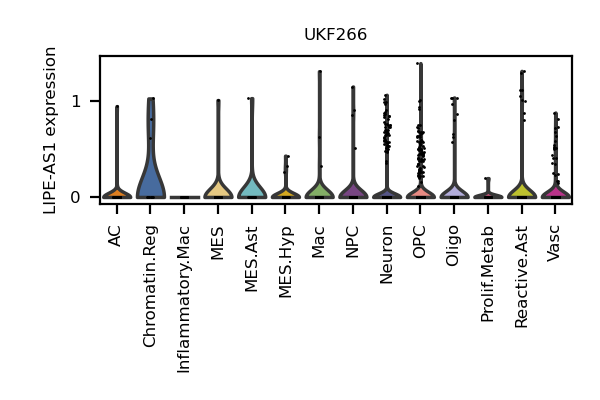 UKF266
LIPE-AS1 expression
1
0
AC
Chromatin.Reg
Inflammatory.Mac
MES
MES.Ast
MES.Hyp
Mac
NPC
Neuron
OPC
Oligo
Prolif.Metab
Reactive.Ast
Vasc